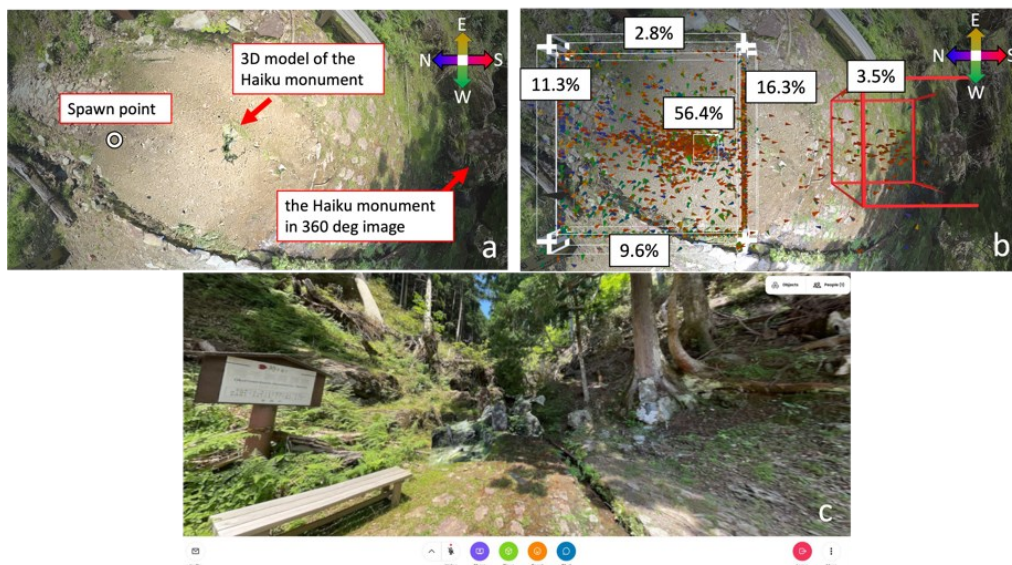 3D model of the
Haiku monument
E
N
S
W
Spawn point
the Haiku monument
in 360 deg image
a
2.8%
E
N
S
W
11.3%
16.3%
3.5%
56.4%
9.6%
b
Objects
People (1)
C